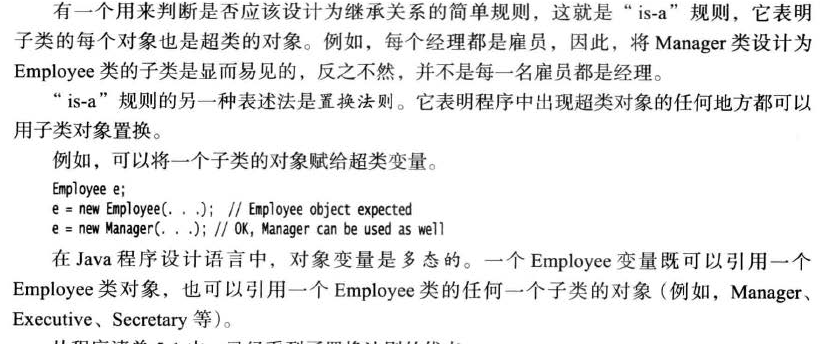 有一个用来判断是否应该设计为继承关系的简单规则，这就是“is-a”规则，它表明
子类的每个对象也是超类的对象。例如，每个经理都是雇员，因此，将 Manager 类设计为
Employee 类的子类是显而易见的，反之不然，并不是每一名雇员都是经理。
“is-a”规则的另一种表述法是置换法则。它表明程序中出现超类对象的任何地方都可以
用子类对象置换。
例如，可以将一个子类的对象赋给超类变量。
Employee e;
e = new Employee(. . .);  // Employee object expected
e = new Manager(. . .); // OK, Manager can be used as well
在 Java 程序设计语言中，对象变量是多态的。一个 Employee 变量既可以引用一个
Employee 类对象，也可以引用一个 Employee 类的任何一个子类的对象（例如，Manager、
Executive、Secretary 等）。